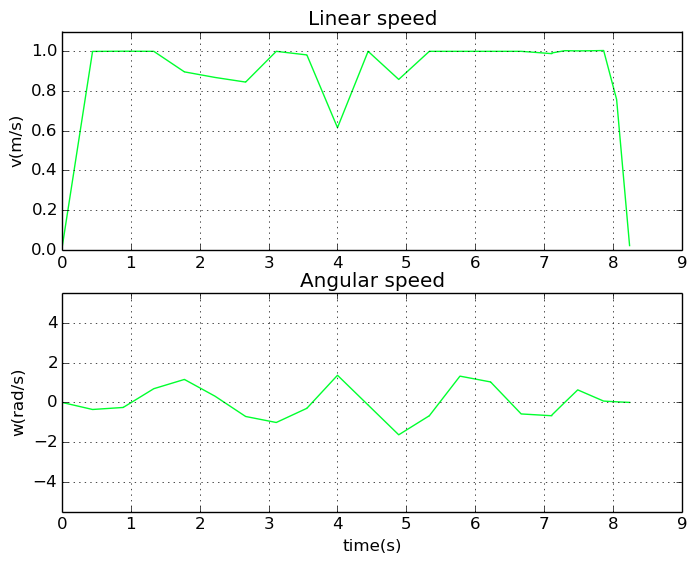 Linear speed
v(m/s)
1.0
0.8
0.6
0.4
0.2
0.0
0 1 2 3 4 5 6 7 8 9
Angular speed
w(rad/s)
4
2
0
−2
−4
0 1 2 3 4 5 6 7 8 9
time(s)